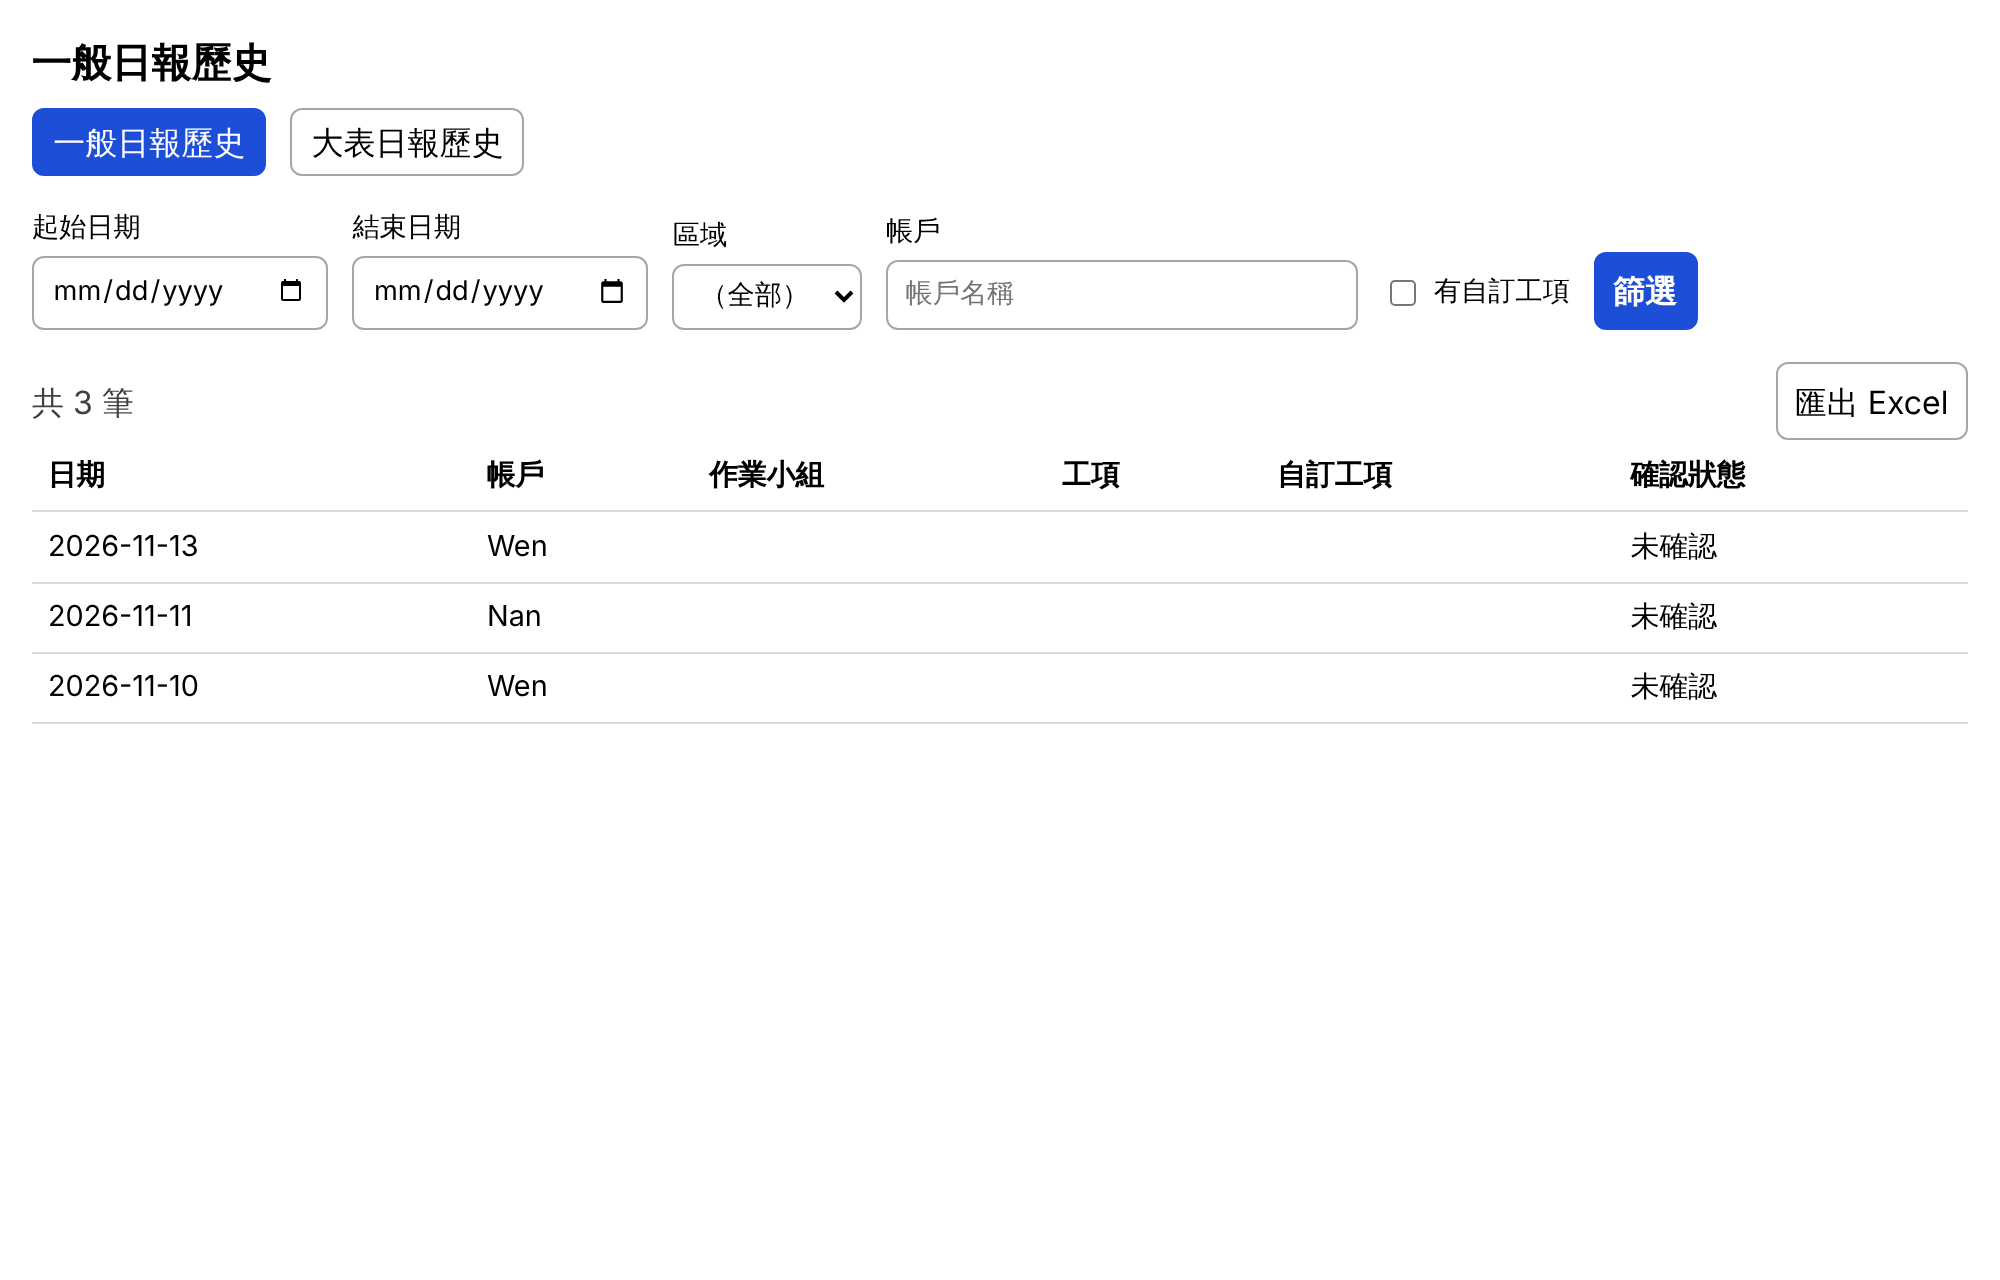 一般日報歷史
一般日報歷史 大表日報歷史
起始日期 結束日期 區域 帳戶
mm/dd/yyyy mm/dd/yyyy （全部） 帳戶名稱 有自訂工項 篩選
共 3 筆 匯出 Excel
日期 帳戶 作業小組 工項 自訂工項 確認狀態
2026-11-13 Wen 未確認
2026-11-11 Nan 未確認
2026-11-10 Wen 未確認